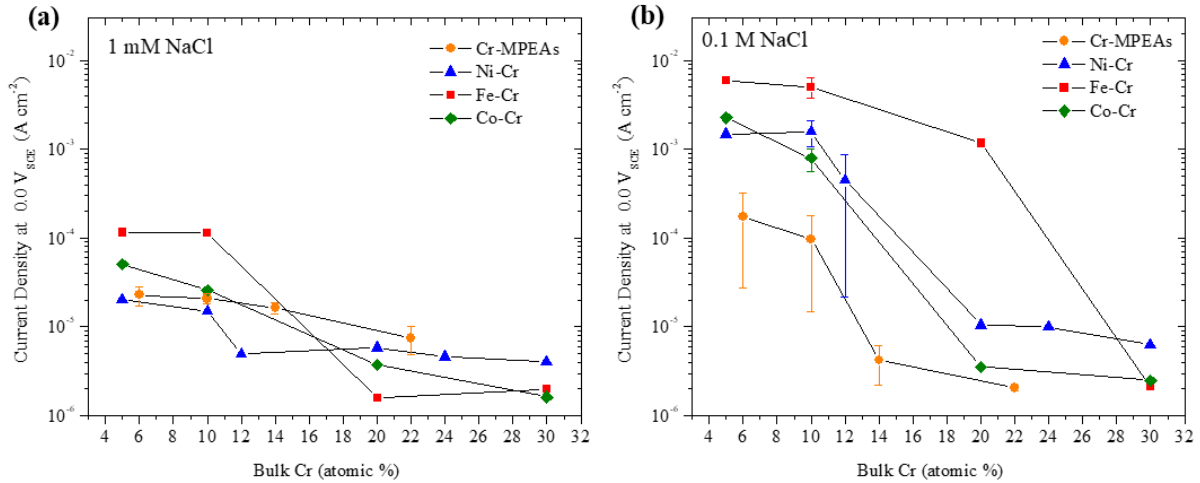 (a)
1 mM NaCl
Cr-MPEAs
Ni-Cr
Fe-Cr
Co-Cr
Current Density at 0.0 V_SCE (A cm⁻²)
10⁻²
10⁻³
10⁻⁴
10⁻⁵
10⁻⁶
4 6 8 10 12 14 16 18 20 22 24 26 28 30 32
Bulk Cr (atomic %)
(b)
0.1 M NaCl
Cr-MPEAs
Ni-Cr
Fe-Cr
Co-Cr
Current Density at 0.0 V_SCE (A cm⁻²)
10⁻²
10⁻³
10⁻⁴
10⁻⁵
10⁻⁶
4 6 8 10 12 14 16 18 20 22 24 26 28 30 32
Bulk Cr (atomic %)